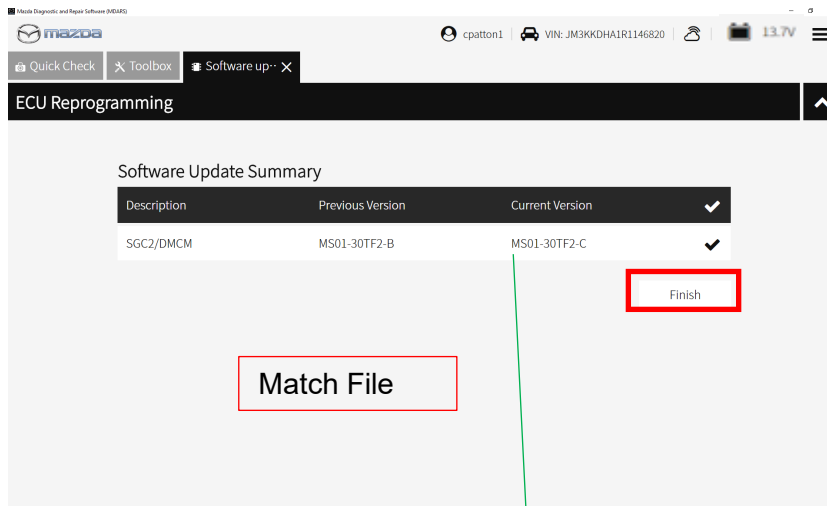 Mazda Diagnostic and Repair Software (MDARS)
mazda cpatton1 VIN: JM3KKDHA1R1146820 13.7V
Quick Check Toolbox Software up··
ECU Reprogramming
Software Update Summary
Description Previous Version Current Version
SGC2/DMCM MS01-30TF2-B MS01-30TF2-C
Finish
Match File